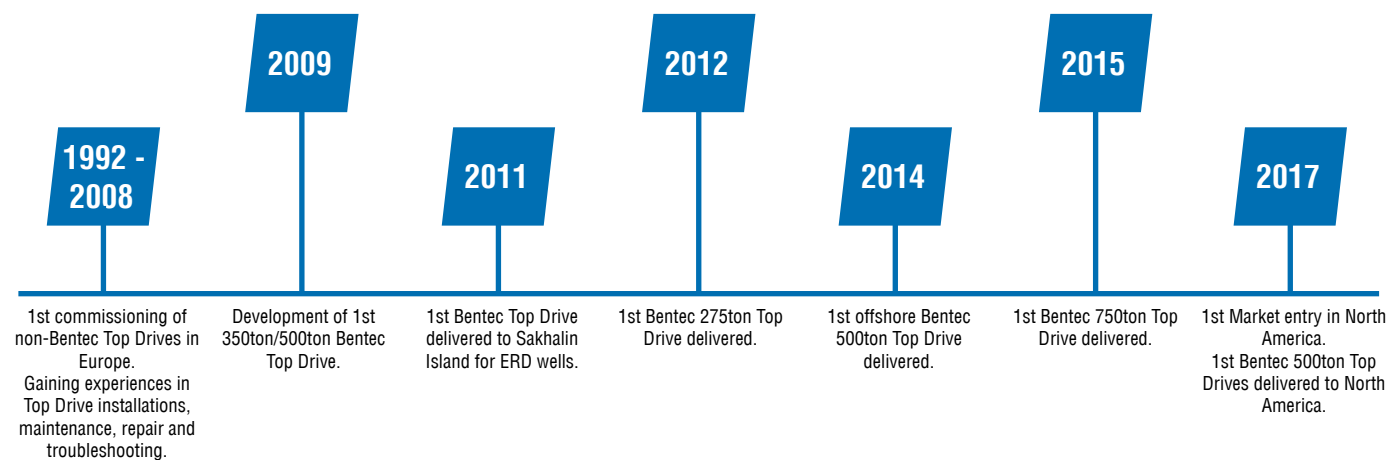 1992 -
2008
2009
2011
2012
2014
2015
2017
1st commissioning of
non-Bentec Top Drives in
Europe.
Gaining experiences in
Top Drive installations,
maintenance, repair and
troubleshooting.
Development of 1st
350ton/500ton Bentec
Top Drive.
1st Bentec Top Drive
delivered to Sakhalin
Island for ERD wells.
1st Bentec 275ton Top
Drive delivered.
1st offshore Bentec
500ton Top Drive
delivered.
1st Bentec 750ton Top
Drive delivered.
1st Market entry in North
America.
1st Bentec 500ton Top
Drives delivered to North
America.